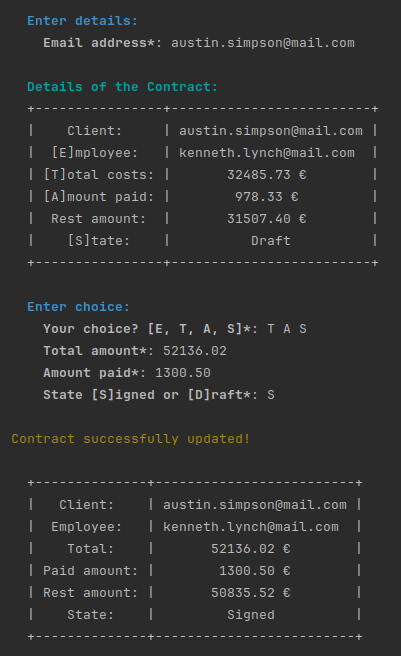 Enter details:
Email address*: austin.simpson@mail.com
Details of the Contract:
+----------------+-------------------------+
|    Client:     | austin.simpson@mail.com |
|  [E]mployee:   | kenneth.lynch@mail.com  |
| [T]otal costs: |       32485.73 €        |
| [A]mount paid: |        978.33 €         |
|  Rest amount:  |       31507.40 €        |
|    [S]tate:    |          Draft          |
+----------------+-------------------------+
Enter choice:
Your choice? [E, T, A, S]*: T A S
Total amount*: 52136.02
Amount paid*: 1300.50
State [S]igned or [D]raft*: S
Contract successfully updated!
+--------------+-------------------------+
|   Client:    | austin.simpson@mail.com |
|  Employee:   | kenneth.lynch@mail.com  |
|    Total:    |       52136.02 €        |
| Paid amount: |        1300.50 €        |
| Rest amount: |       50835.52 €        |
|    State:    |         Signed          |
+--------------+-------------------------+